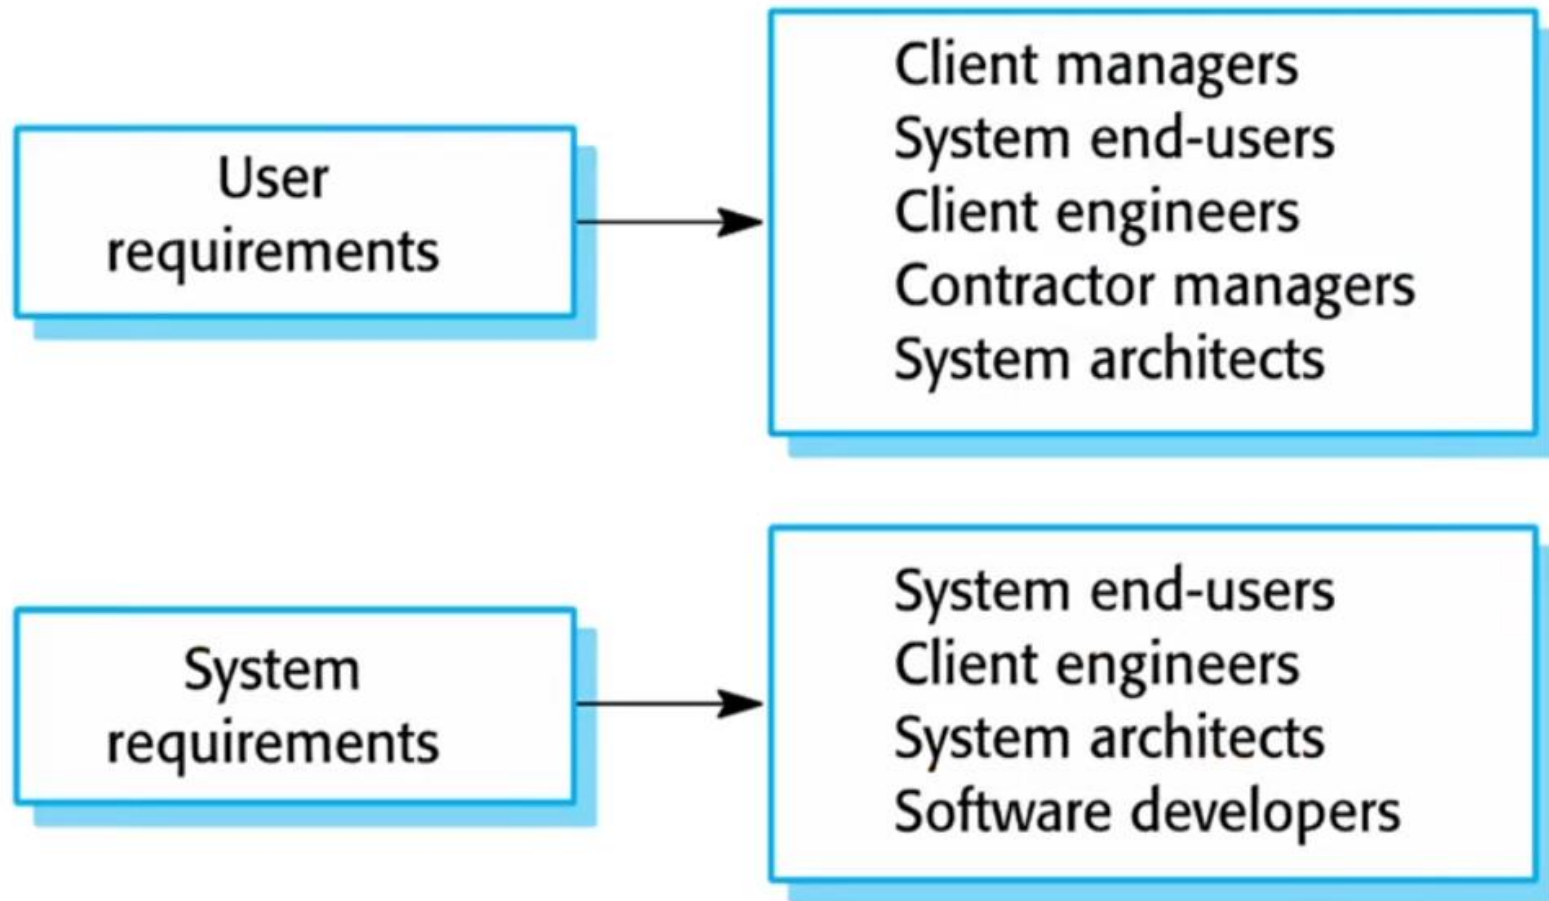 User
requirements
Client managers
System end-users
Client engineers
Contractor managers
System architects
System
requirements
System end-users
Client engineers
System architects
Software developers